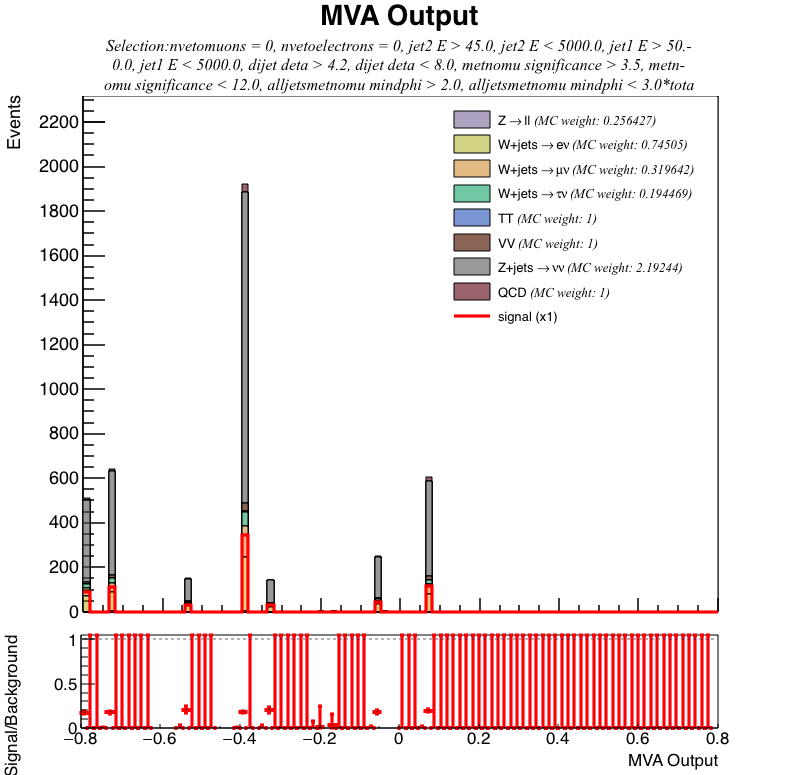 MVA Output
Selection:nvetomuons = 0, nvetoelectrons = 0, jet2 E > 45.0, jet2 E < 5000.0, jet1 E > 50.-
0.0, jet1 E < 5000.0, dijet deta > 4.2, dijet deta < 8.0, metnomu significance > 3.5, metn-
omu significance < 12.0, alljetsmetnomu mindphi > 2.0, alljetsmetnomu mindphi < 3.0*tota
Events
2200
2000
1800
1600
1400
1200
1000
800
600
400
200
0
Z→ll (MC weight: 0.256427)
W+jets→eν (MC weight: 0.74505)
W+jets→μν (MC weight: 0.319642)
W+jets→τν (MC weight: 0.194469)
TT (MC weight: 1)
VV (MC weight: 1)
Z+jets→νν (MC weight: 2.19244)
QCD (MC weight: 1)
signal (x1)
Signal/Background
1
0.5
0
−0.8 −0.6 −0.4 −0.2 0 0.2 0.4 0.6 0.8
MVA Output